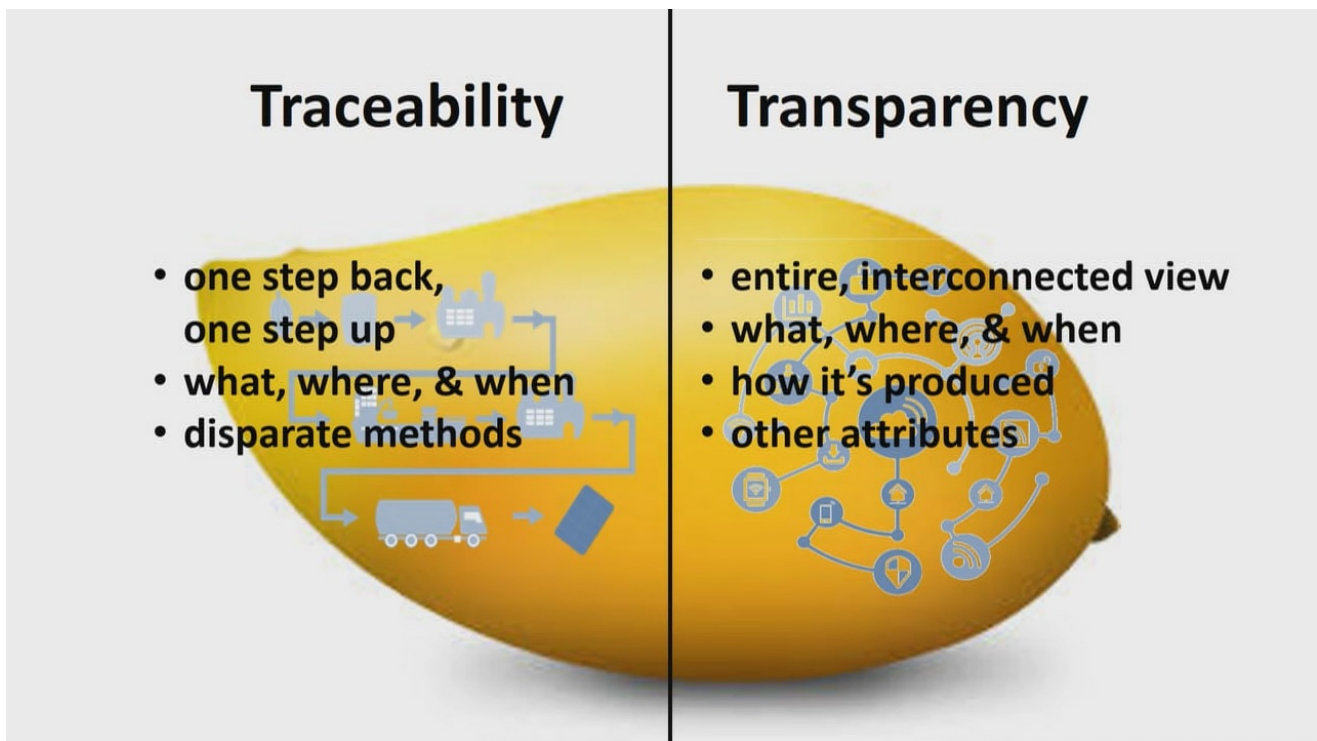 Traceability
• one step back,
one step up
• what, where, & when
• disparate methods
Transparency
• entire, interconnected view
• what, where, & when
• how it’s produced
• other attributes